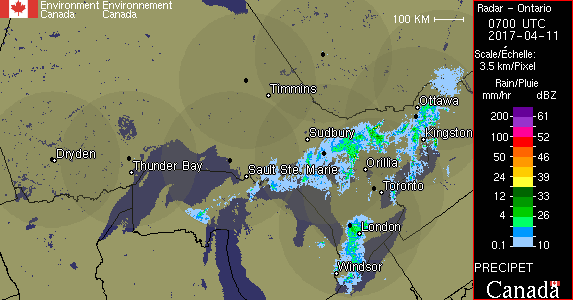 Environment Environnement
Canada Canada
100 KM
Timmins
Ottawa
Sudbury
Kingston
Dryden
Thunder Bay
Sault Ste. Marie
Orillia
Toronto
London
Windsor
Radar - Ontario
0700 UTC
2017-04-11
Scale/Échelle:
3.5 km/Pixel
Rain/Pluie
mm/hr dBZ
200 61
100 52
50 46
24 39
12 33
4 26
0.1 10
PRECIPET
Canada